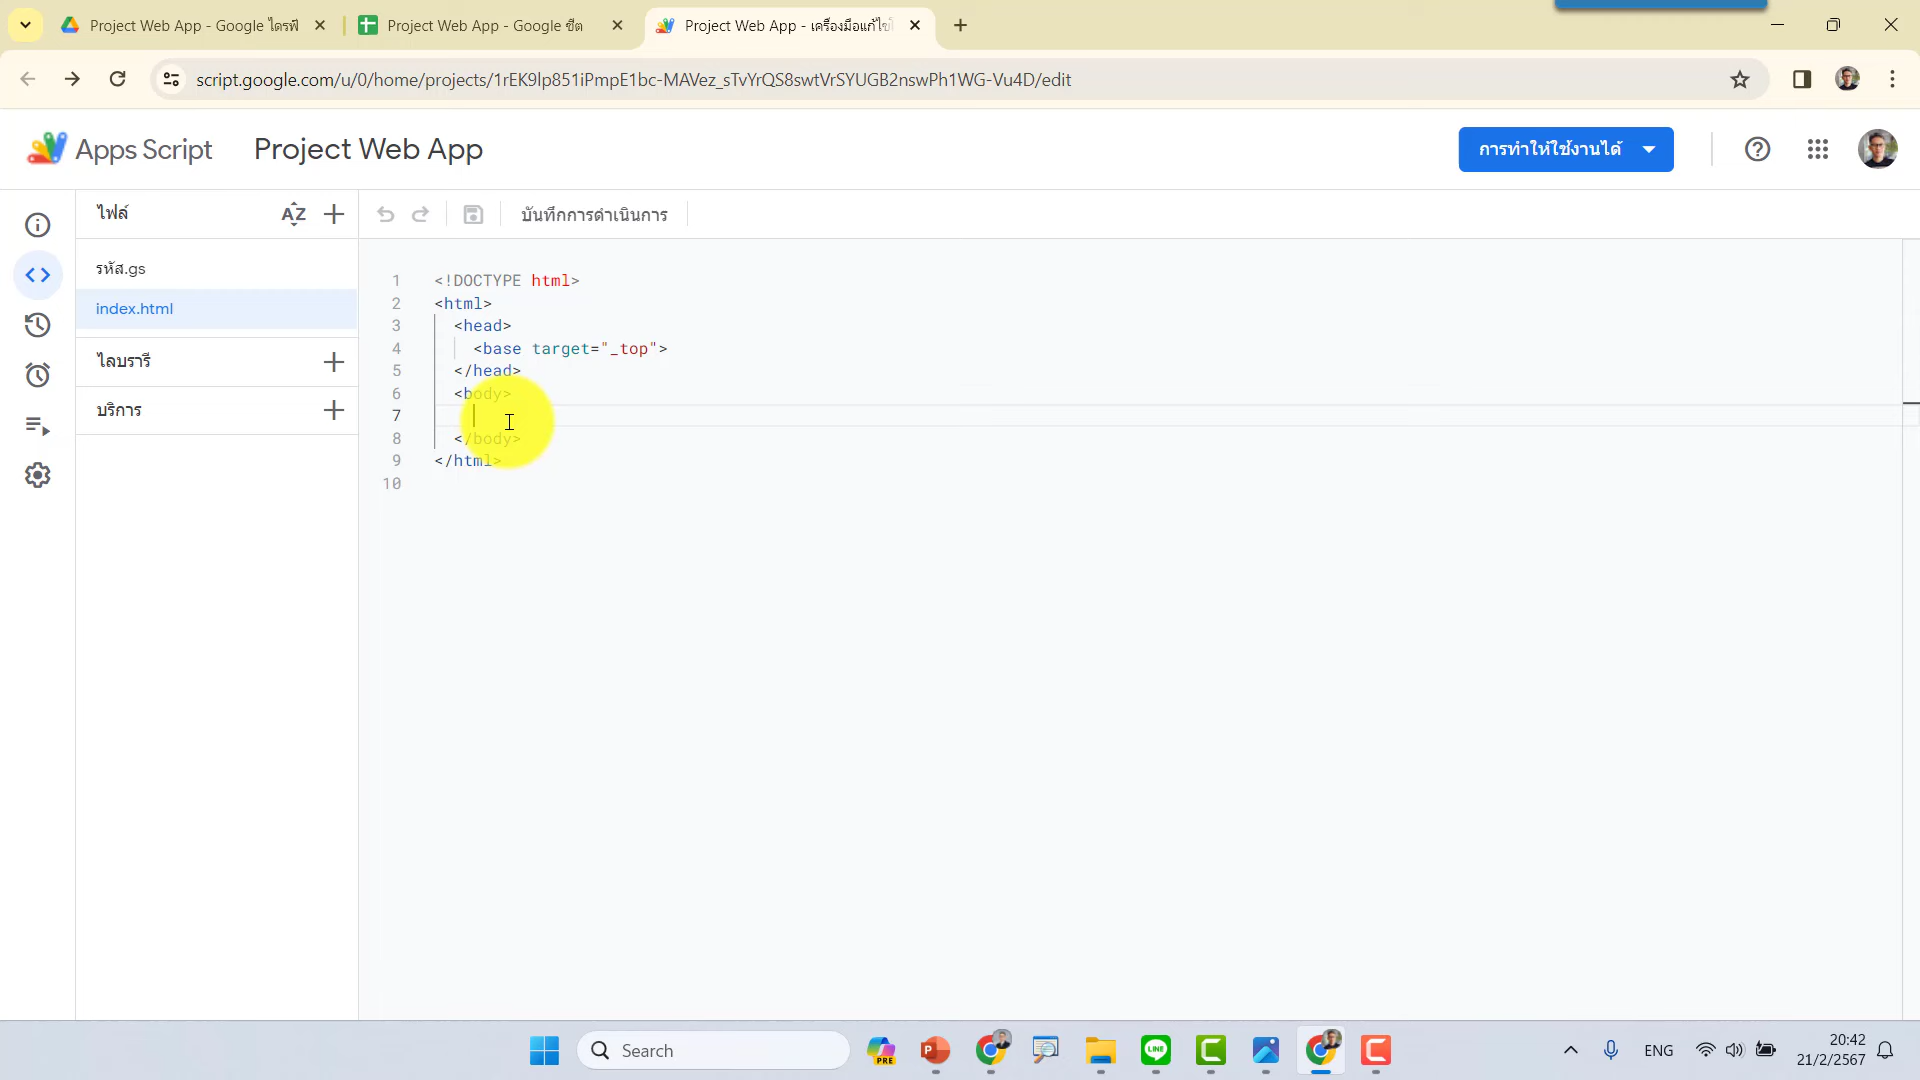 Project Web App - Google ไดรฟ์
Project Web App - Google ชีต
Project Web App - เครื่องมือแก้ไข
script.google.com/u/0/home/projects/1rEK9lp851iPmpE1bc-MAVez_sTvYrQS8swtVrSYUGB2nswPh1WG-Vu4D/edit
Apps Script
Project Web App
การทำให้ใช้งานได้
ไฟล์
AZ
บันทึกการดำเนินการ
รหัส.gs
index.html
ไลบรารี
บริการ
1 <!DOCTYPE html>
2 <html>
3 <head>
4 <base target="_top">
5 </head>
6 <body>
7
8 </body>
9 </html>
10
Search
PRE
ENG
20:42
21/2/2567